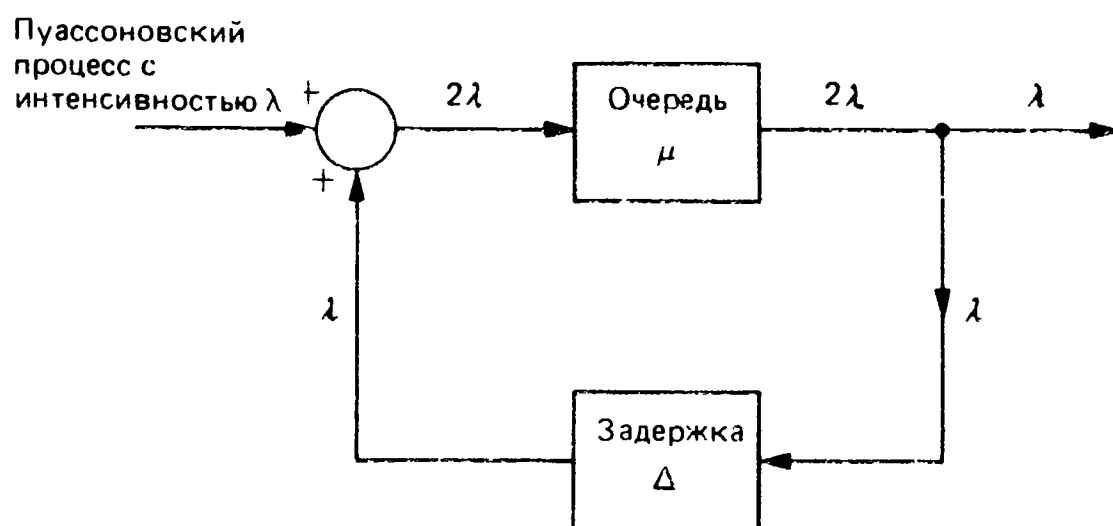 Пуассоновский
процесс с
интенсивностью λ
+
+
2λ
Очередь
μ
2λ
λ
λ
λ
Задержка
Δ